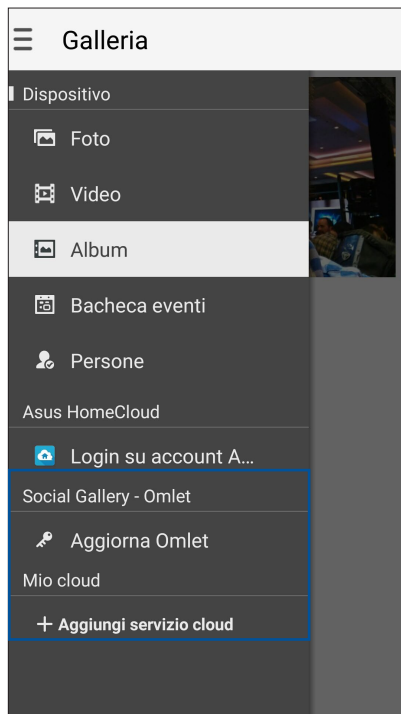 Galleria
Dispositivo
Foto
Video
Album
Bacheca eventi
Persone
Asus HomeCloud
Login su account A...
Social Gallery - Omlet
Aggiorna Omlet
Mio cloud
+ Aggiungi servizio cloud